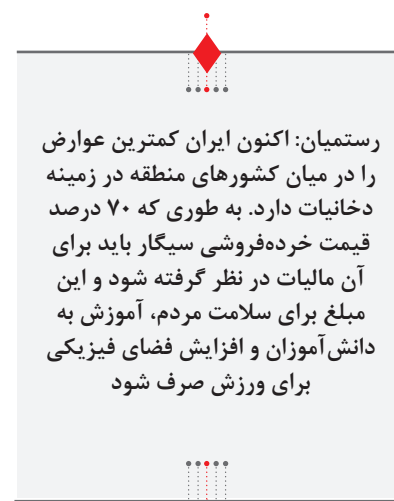 رستمیان: اکنون ایران کمترین عوارض
را در میان کشورهای منطقه در زمینه
دخانیات دارد. به طوری که ۷۰ درصد
قیمت خرده‌فروشی سیگار باید برای
آن مالیات در نظر گرفته شود و این
مبلغ برای سلامت مردم، آموزش به
دانش‌آموزان و افزایش فضای فیزیکی
برای ورزش صرف شود